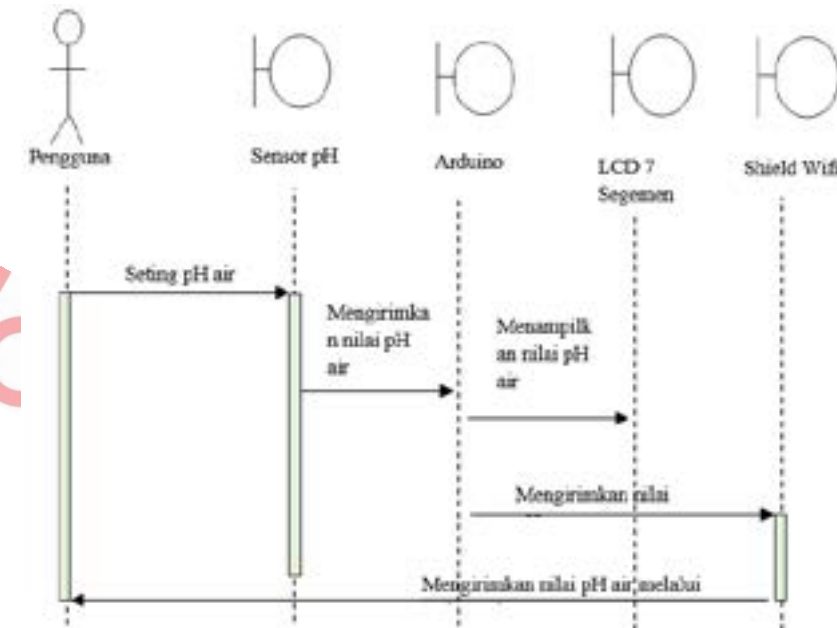 Pengguna
Sensor pH
Arduino
LCD 7
Segemen
Shield Wifi
Seting pH air
Mengirimka
n nilai pH
air
Menampilk
an nilai pH
air
Mengirimkan nilai
Mengirimkan nilai pH air melalui